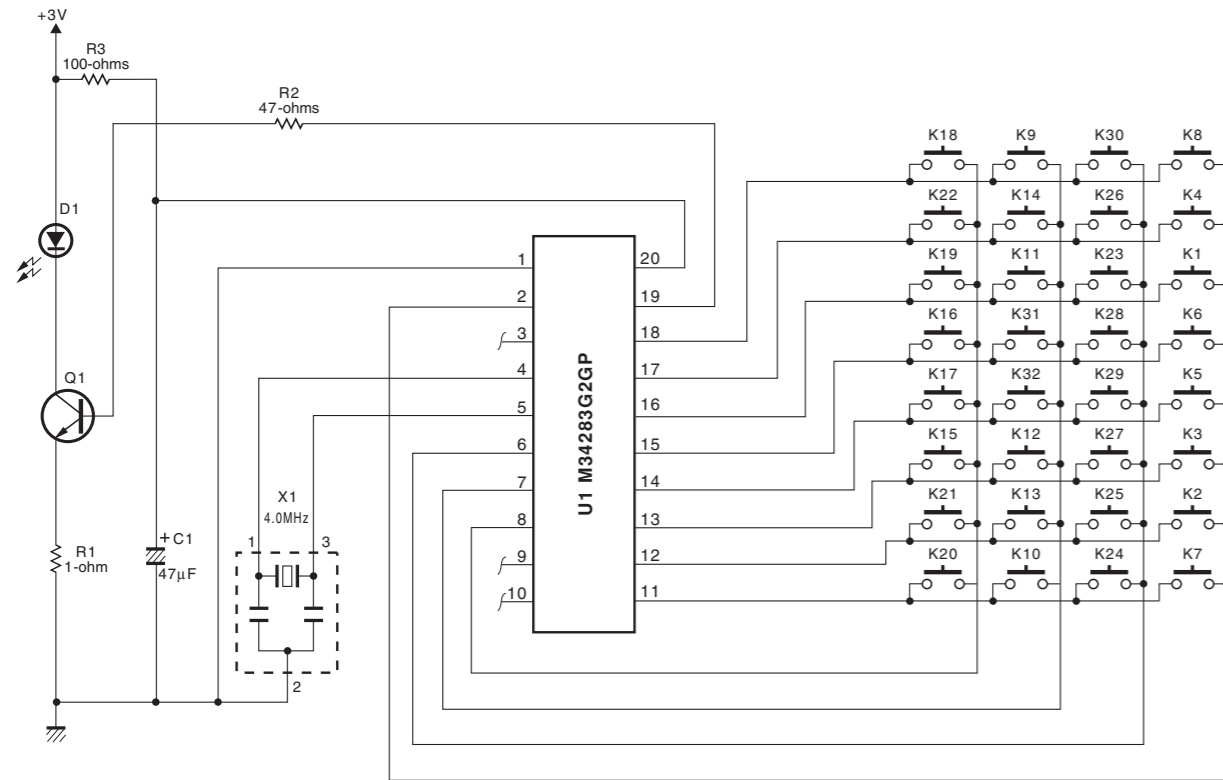 +3V
R3
100-ohms
R2
47-ohms
D1
Q1
R1
1-ohm
+ C1
47µF
X1
4.0MHz
1 3
2
U1 M34283G2GP
1 20
2 19
3 18
4 17
5 16
6 15
7 14
8 13
9 12
10 11
K18 K9 K30 K8
K22 K14 K26 K4
K19 K11 K23 K1
K16 K31 K28 K6
K17 K32 K29 K5
K15 K12 K27 K3
K21 K13 K25 K2
K20 K10 K24 K7